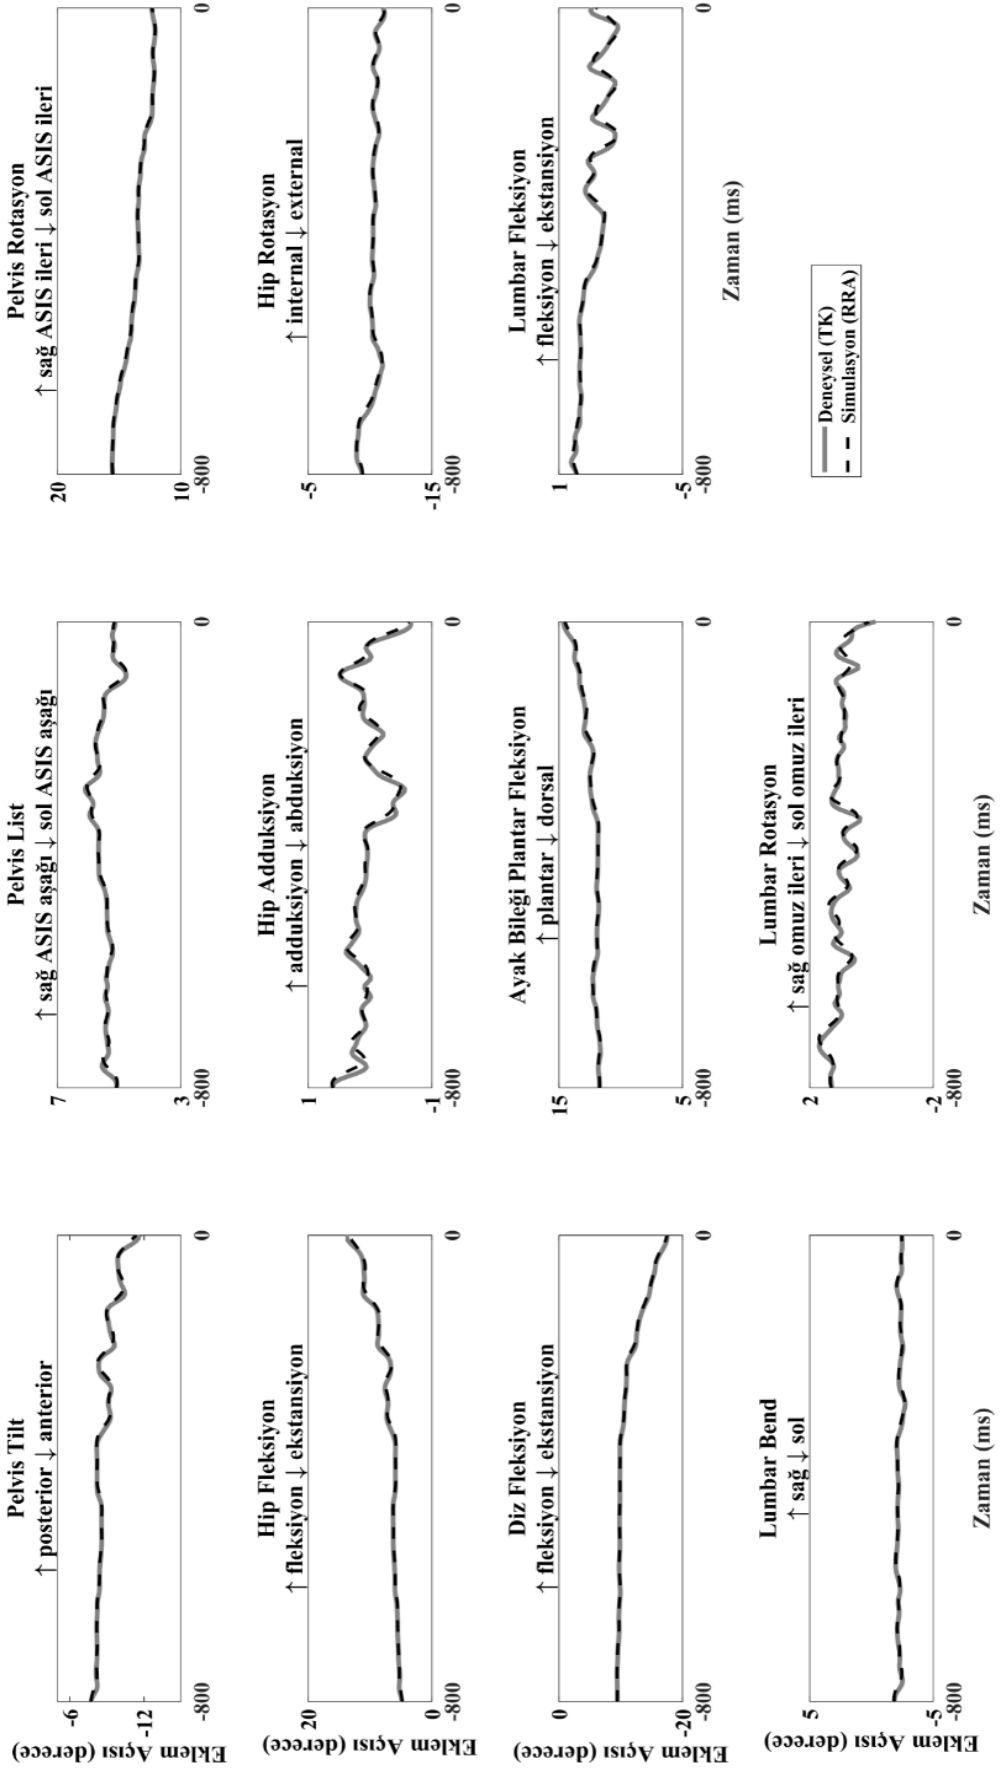 Pelvis Tilt
↑ posterior ↓ anterior
-6
-12
-800
0
Eklem Açısı (derece)
Pelvis List
↑ sağ ASIS aşağı ↓ sol ASIS aşağı
7
3
-800
0
Pelvis Rotasyon
↑ sağ ASIS ileri ↓ sol ASIS ileri
20
10
-800
0
Hip Fleksiyon
↑ fleksiyon ↓ ekstansiyon
20
0
-800
0
Eklem Açısı (derece)
Hip Adduksiyon
↑ adduksiyon ↓ abduksiyon
1
-1
-800
0
Hip Rotasyon
↑ internal ↓ external
-5
-15
-800
0
Diz Fleksiyon
↑ fleksiyon ↓ ekstansiyon
0
-20
-800
0
Eklem Açısı (derece)
Ayak Bileği Plantar Fleksiyon
↑ plantar ↓ dorsal
15
5
-800
0
Lumbar Fleksiyon
↑ fleksiyon ↓ ekstansiyon
1
-5
-800
0
Zaman (ms)
Lumbar Bend
↑ sağ ↓ sol
5
-5
-800
0
Eklem Açısı (derece)
Zaman (ms)
Lumbar Rotasyon
↑ sağ omuz ileri ↓ sol omuz ileri
2
-2
-800
0
Zaman (ms)
Deneysel (TK)
Simulasyon (RRA)